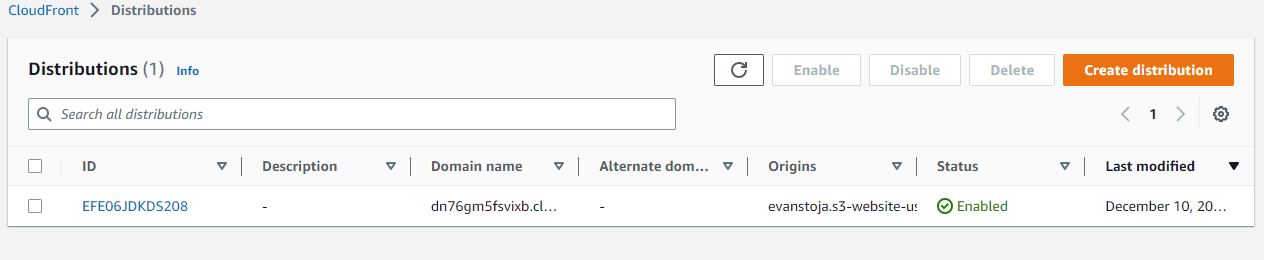 CloudFront > Distributions
Distributions (1) Info
Enable Disable Delete Create distribution
Search all distributions
1
ID Description Domain name Alternate dom... Origins Status Last modified
EFE06JDKDS208 - dn76gm5fsvixb.cl... - evanstoja.s3-website-us Enabled December 10, 20...